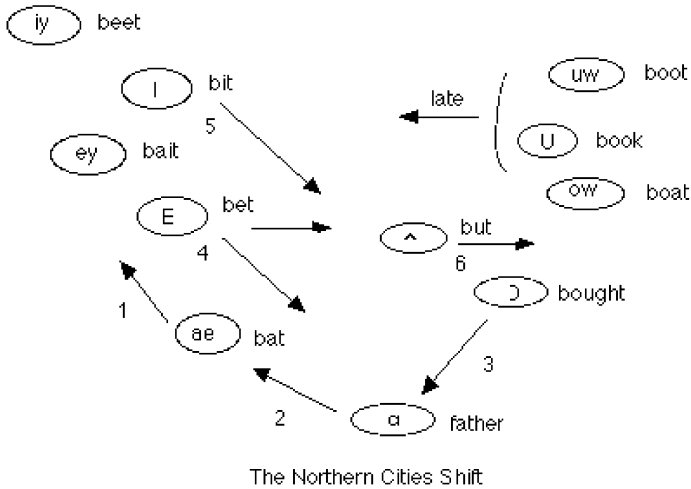 iy beet
I bit
5
ey bait
E bet
4
1
ae bat
2
late
uw boot
U book
ow boat
^ but
6
ɔ bought
3
a father
The Northern Cities Shift